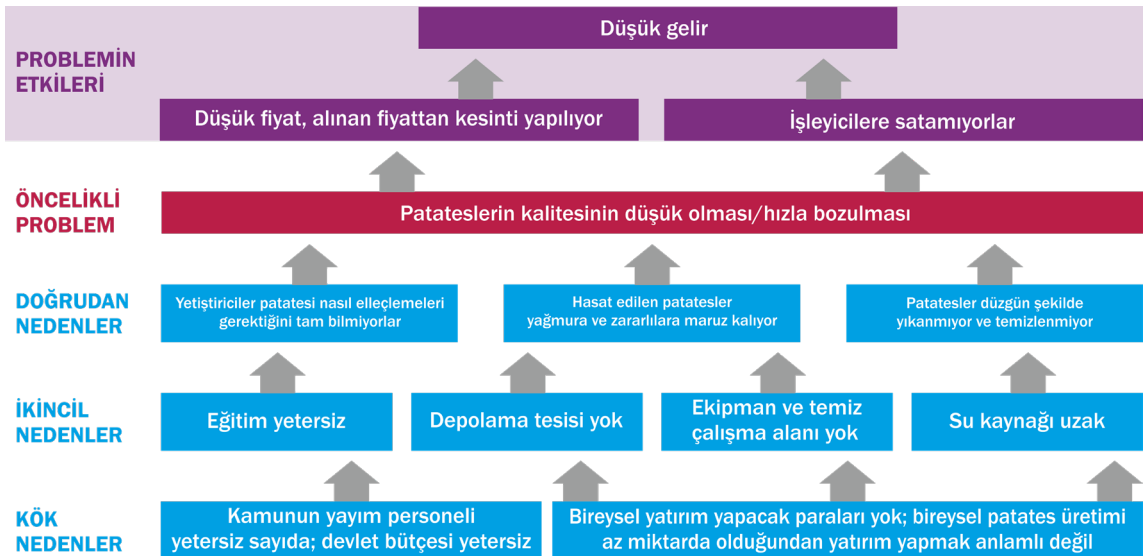 PROBLEMİN
ETKİLERİ
Düşük gelir
Düşük fiyat, alınan fiyattan kesinti yapılıyor
İşleyicilere satamıyorlar
ÖNCELİKLİ
PROBLEM
Patateslerin kalitesinin düşük olması/hızla bozulması
DOĞRUDAN
NEDENLER
Yetiştiriciler patatesi nasıl elleçlemeleri
gerektiğini tam bilmiyorlar
Hasat edilen patatesler
yağmura ve zararlılara maruz kalıyor
Patatesler düzgün şekilde
yıkanmıyor ve temizlenmiyor
İKİNCİL
NEDENLER
Eğitim yetersiz
Depolama tesisi yok
Ekipman ve temiz
çalışma alanı yok
Su kaynağı uzak
KÖK
NEDENLER
Kamunun yayım personeli
yetersiz sayıda; devlet bütçesi yetersiz
Bireysel yatırım yapacak paraları yok; bireysel patates üretimi
az miktarda olduğundan yatırım yapmak anlamlı değil